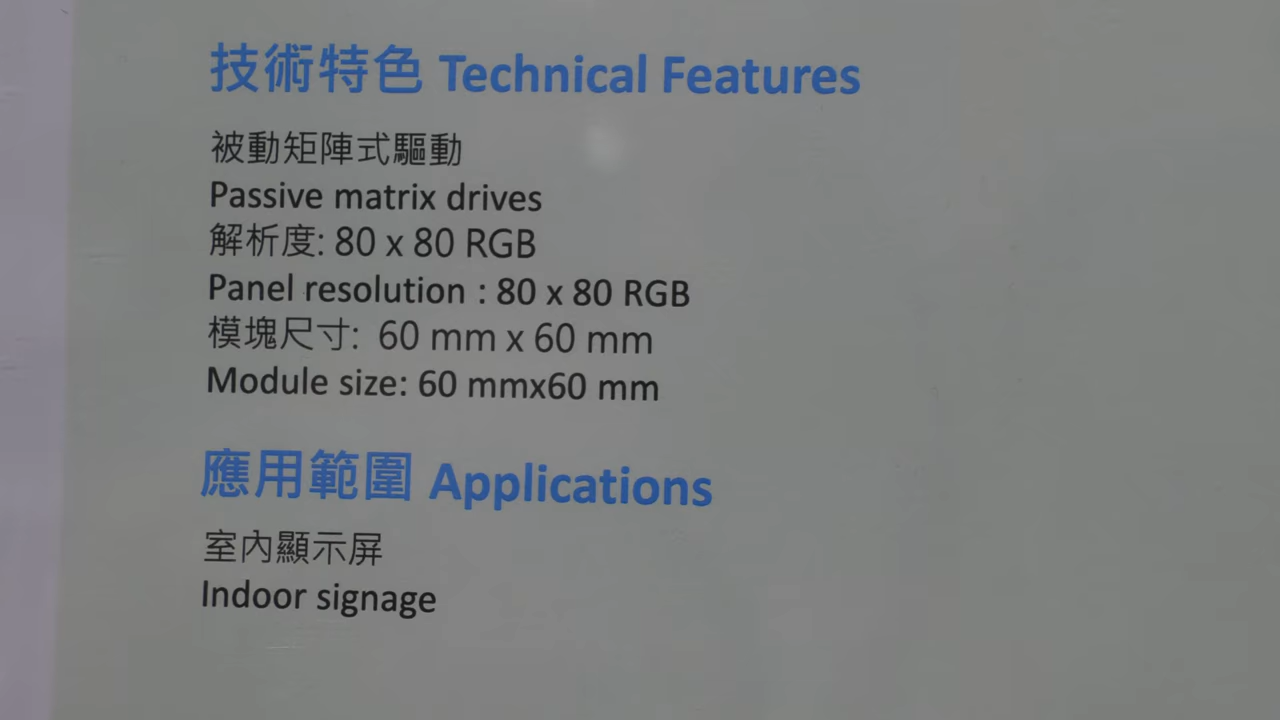 技術特色 Technical Features
被動矩陣式驅動
Passive matrix drives
解析度: 80 x 80 RGB
Panel resolution : 80 x 80 RGB
模塊尺寸: 60 mm x 60 mm
Module size: 60 mmx60 mm
應用範圍 Applications
室內顯示屏
Indoor signage